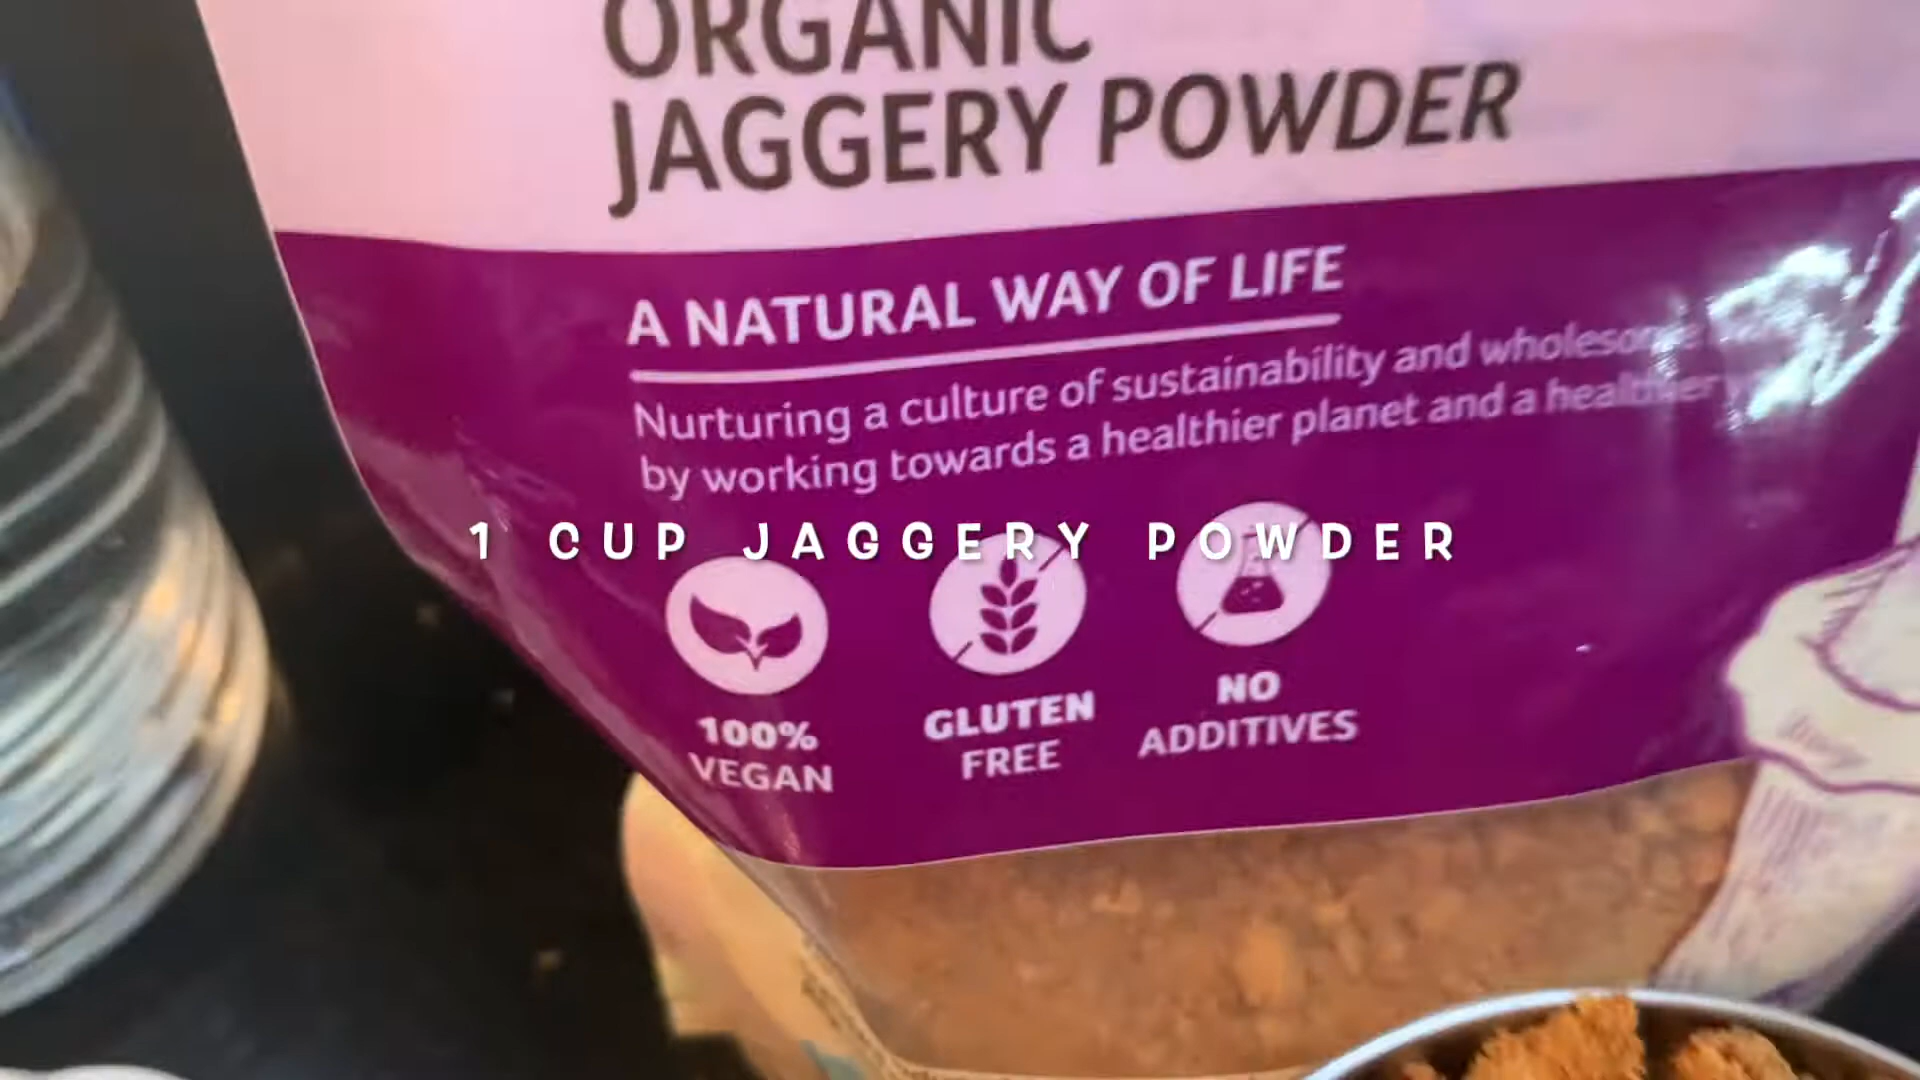 ORGANIC
JAGGERY POWDER
A NATURAL WAY OF LIFE
Nurturing a culture of sustainability and wholesome
by working towards a healthier planet and a healthier
1 CUP JAGGERY POWDER
100%
VEGAN
GLUTEN
FREE
NO
ADDITIVES